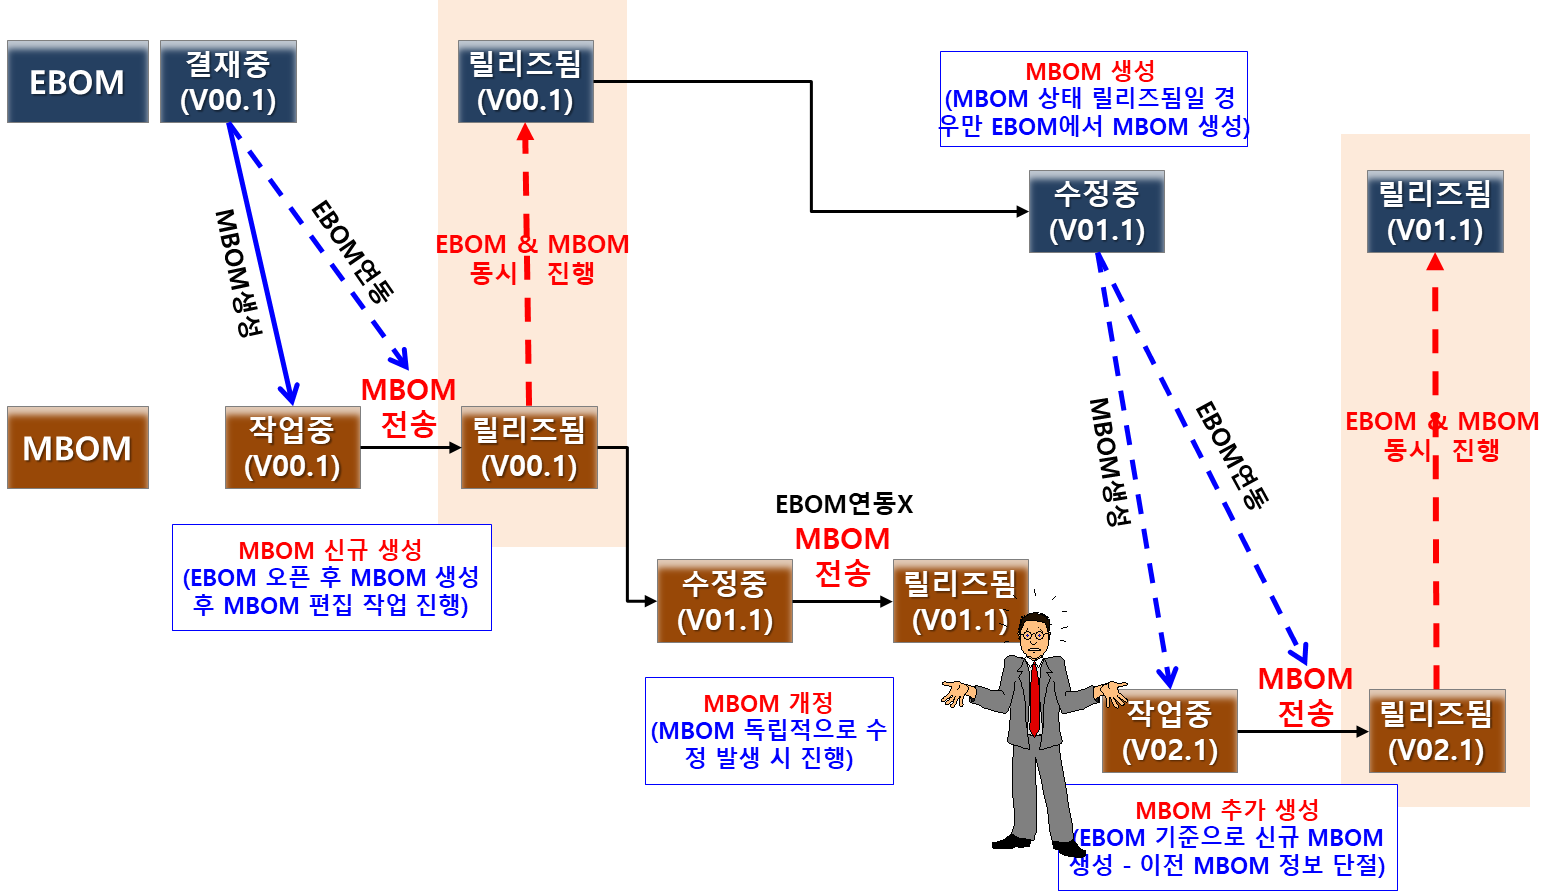 EBOM
결재중
(V00.1)
릴리즈됨
(V00.1)
MBOM 생성
(MBOM 상태 릴리즈됨일 경
우만 EBOM에서 MBOM 생성)
수정중
(V01.1)
릴리즈됨
(V01.1)
MBOM생성
EBOM연동
EBOM & MBOM
동시 진행
MBOM
전송
MBOM
작업중
(V00.1)
릴리즈됨
(V00.1)
MBOM생성
EBOM연동
EBOM & MBOM
동시 진행
MBOM 신규 생성
(EBOM 오픈 후 MBOM 생성
후 MBOM 편집 작업 진행)
EBOM연동X
MBOM
전송
수정중
(V01.1)
릴리즈됨
(V01.1)
MBOM 개정
(MBOM 독립적으로 수
정 발생 시 진행)
MBOM
전송
작업중
(V02.1)
릴리즈됨
(V02.1)
MBOM 추가 생성
(EBOM 기준으로 신규 MBOM
생성 - 이전 MBOM 정보 단절)